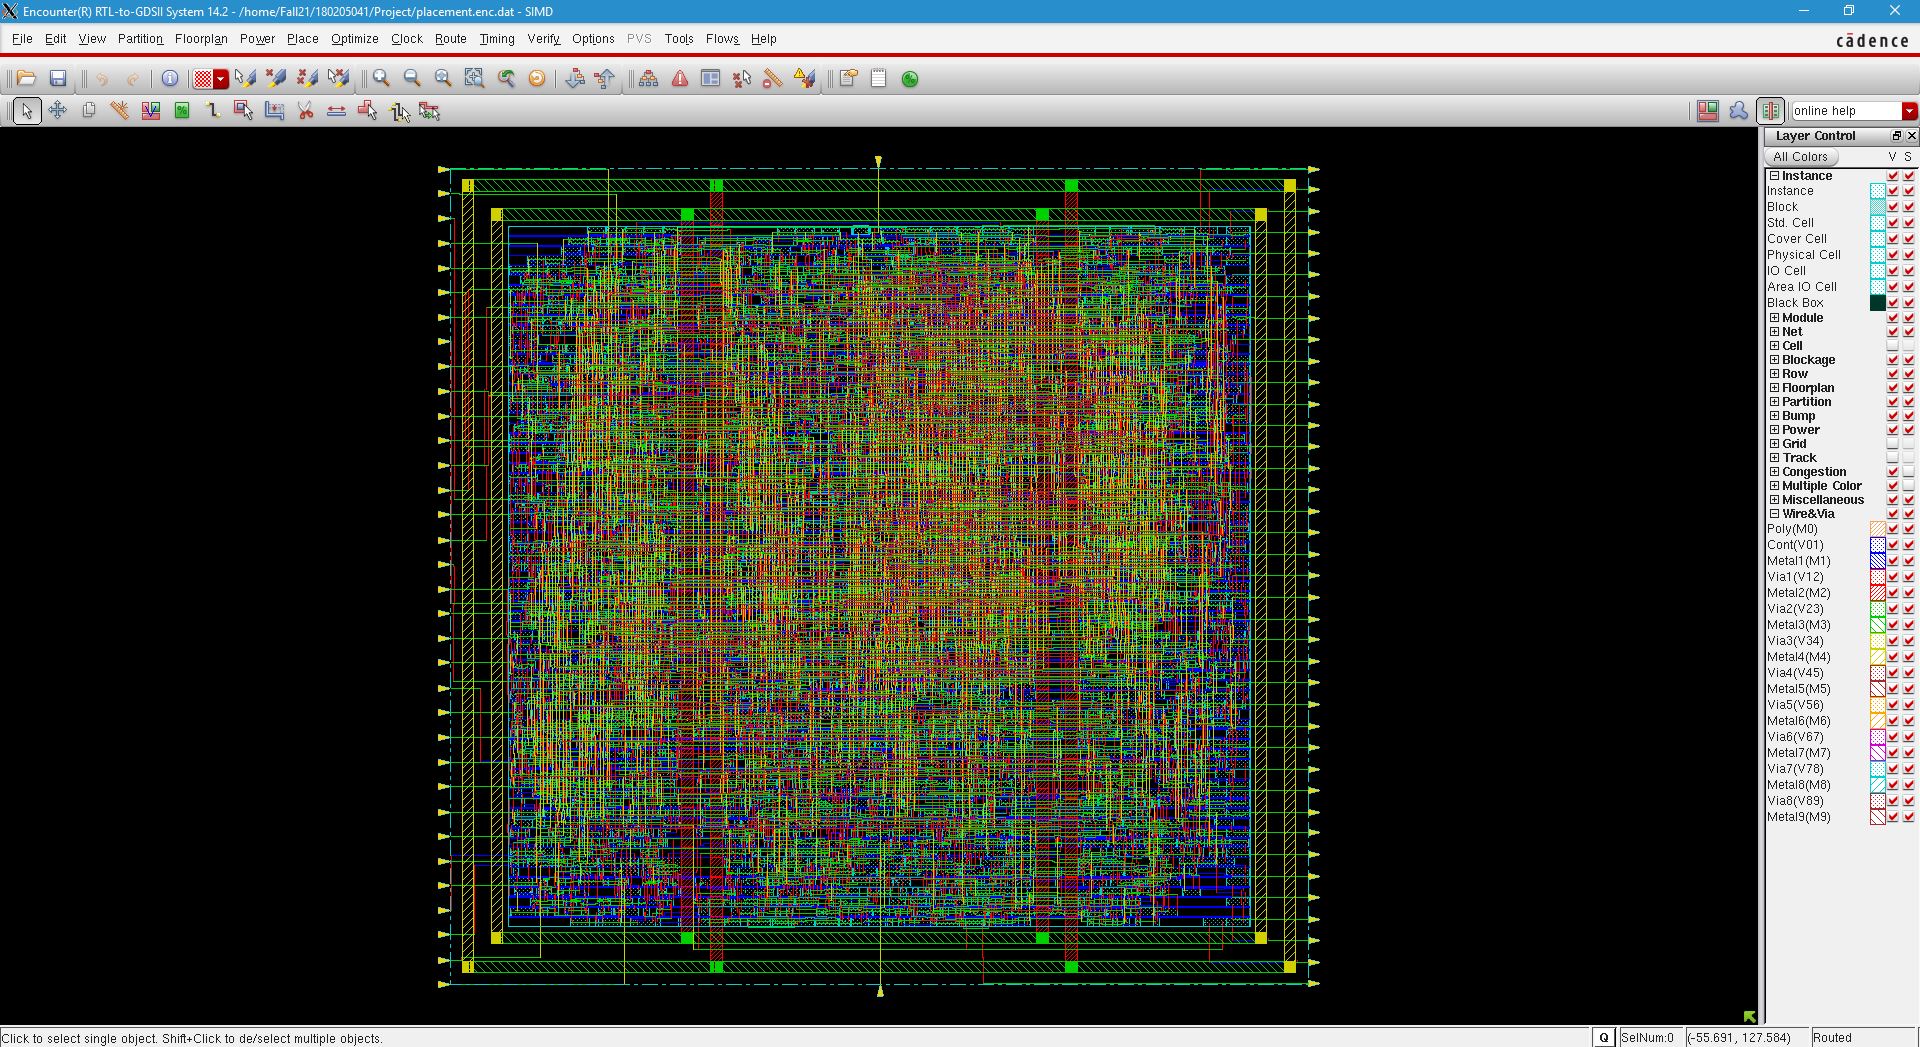 Encounter(R) RTL-to-GDSII System 14.2 - /home/Fall21/180205041/Project/placement.enc.dat - SIMD
File Edit View Partition Floorplan Power Place Optimize Clock Route Timing Verify Options PVS Tools Flows Help
cādence
online help
Layer Control
All Colors V S
Instance
Instance
Block
Std. Cell
Cover Cell
Physical Cell
IO Cell
Area IO Cell
Black Box
Module
Net
Cell
Blockage
Row
Floorplan
Partition
Bump
Power
Grid
Track
Congestion
Multiple Color
Miscellaneous
Wire&Via
Poly(M0)
Cont(V01)
Metal1(M1)
Via1(V12)
Metal2(M2)
Via2(V23)
Metal3(M3)
Via3(V34)
Metal4(M4)
Via4(V45)
Metal5(M5)
Via5(V56)
Metal6(M6)
Via6(V67)
Metal7(M7)
Via7(V78)
Metal8(M8)
Via8(V89)
Metal9(M9)
Click to select single object. Shift+Click to de/select multiple objects. Q SelNum:0 (-55.691, 127.584) Routed